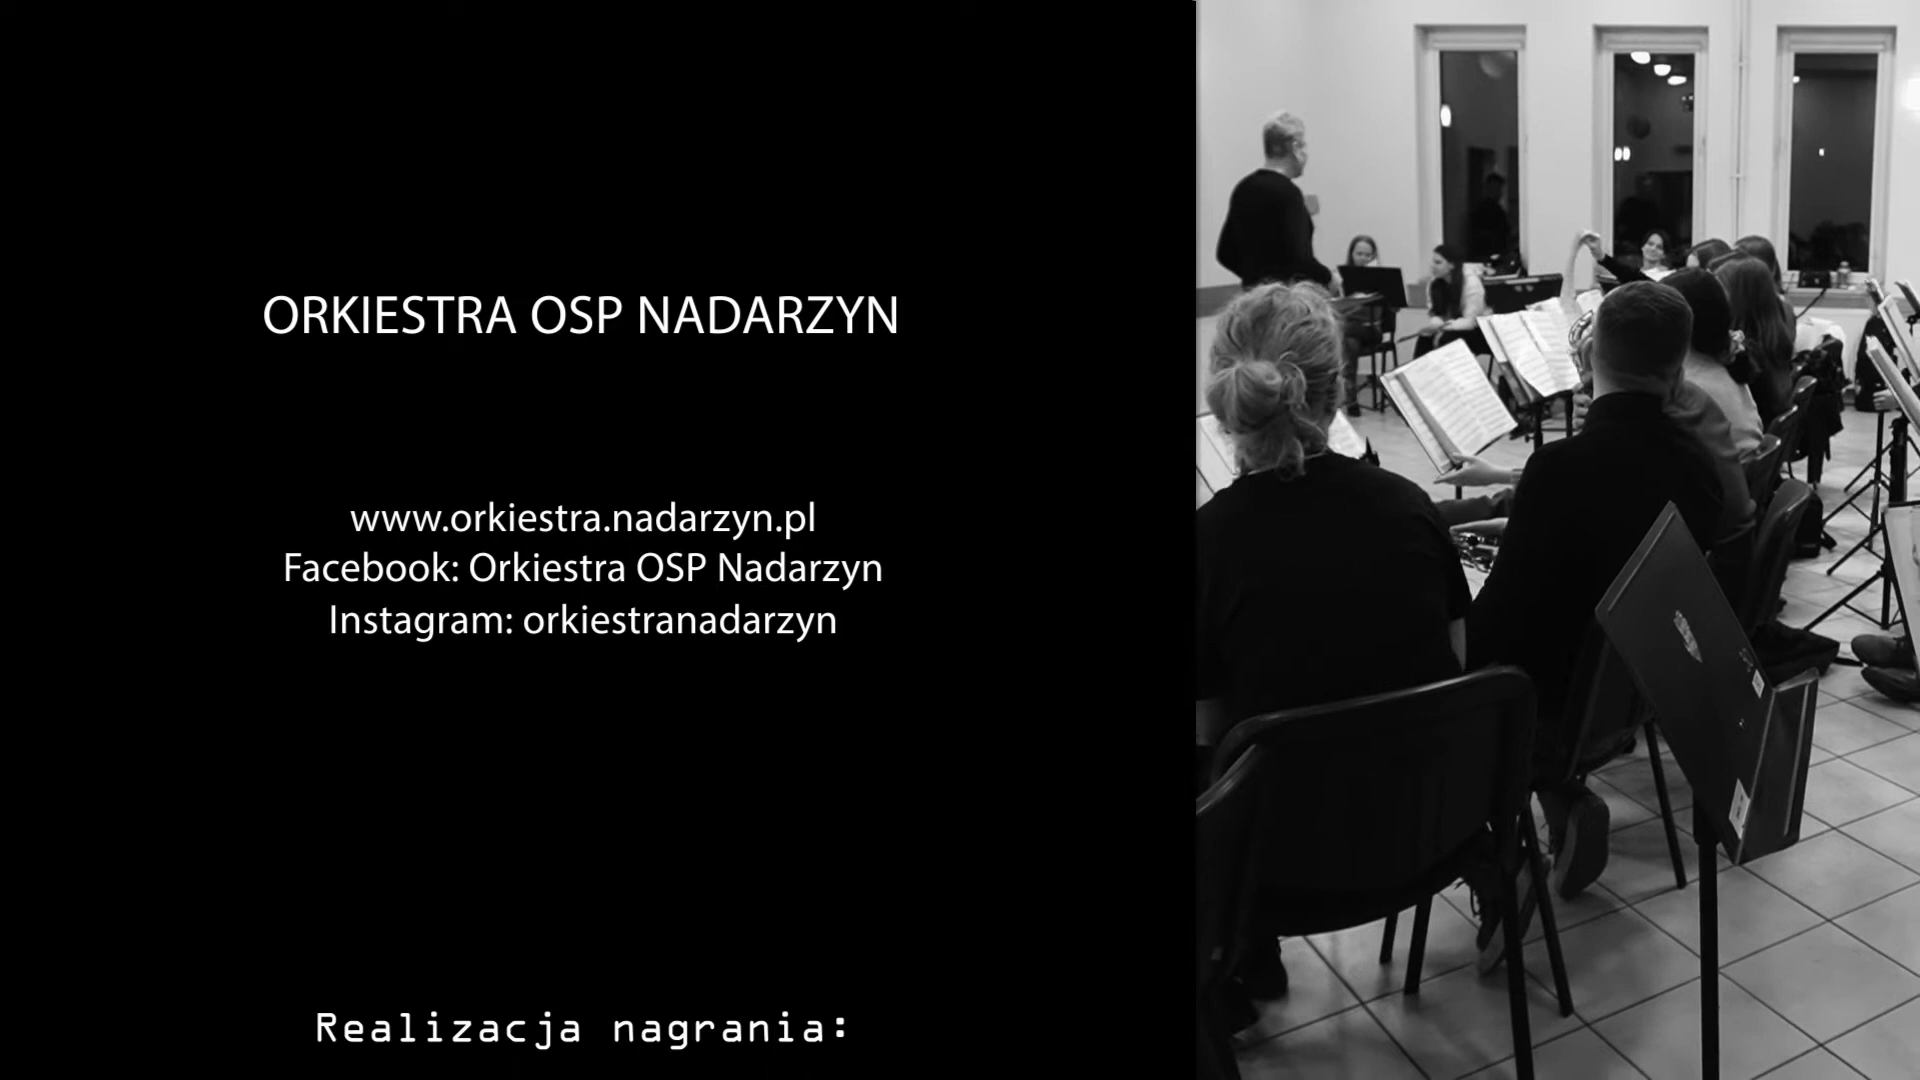 ORKIESTRA OSP NADARZYN
www.orkiestra.nadarzyn.pl
Facebook: Orkiestra OSP Nadarzyn
Instagram: orkiestranadarzyn
Realizacja nagrania: